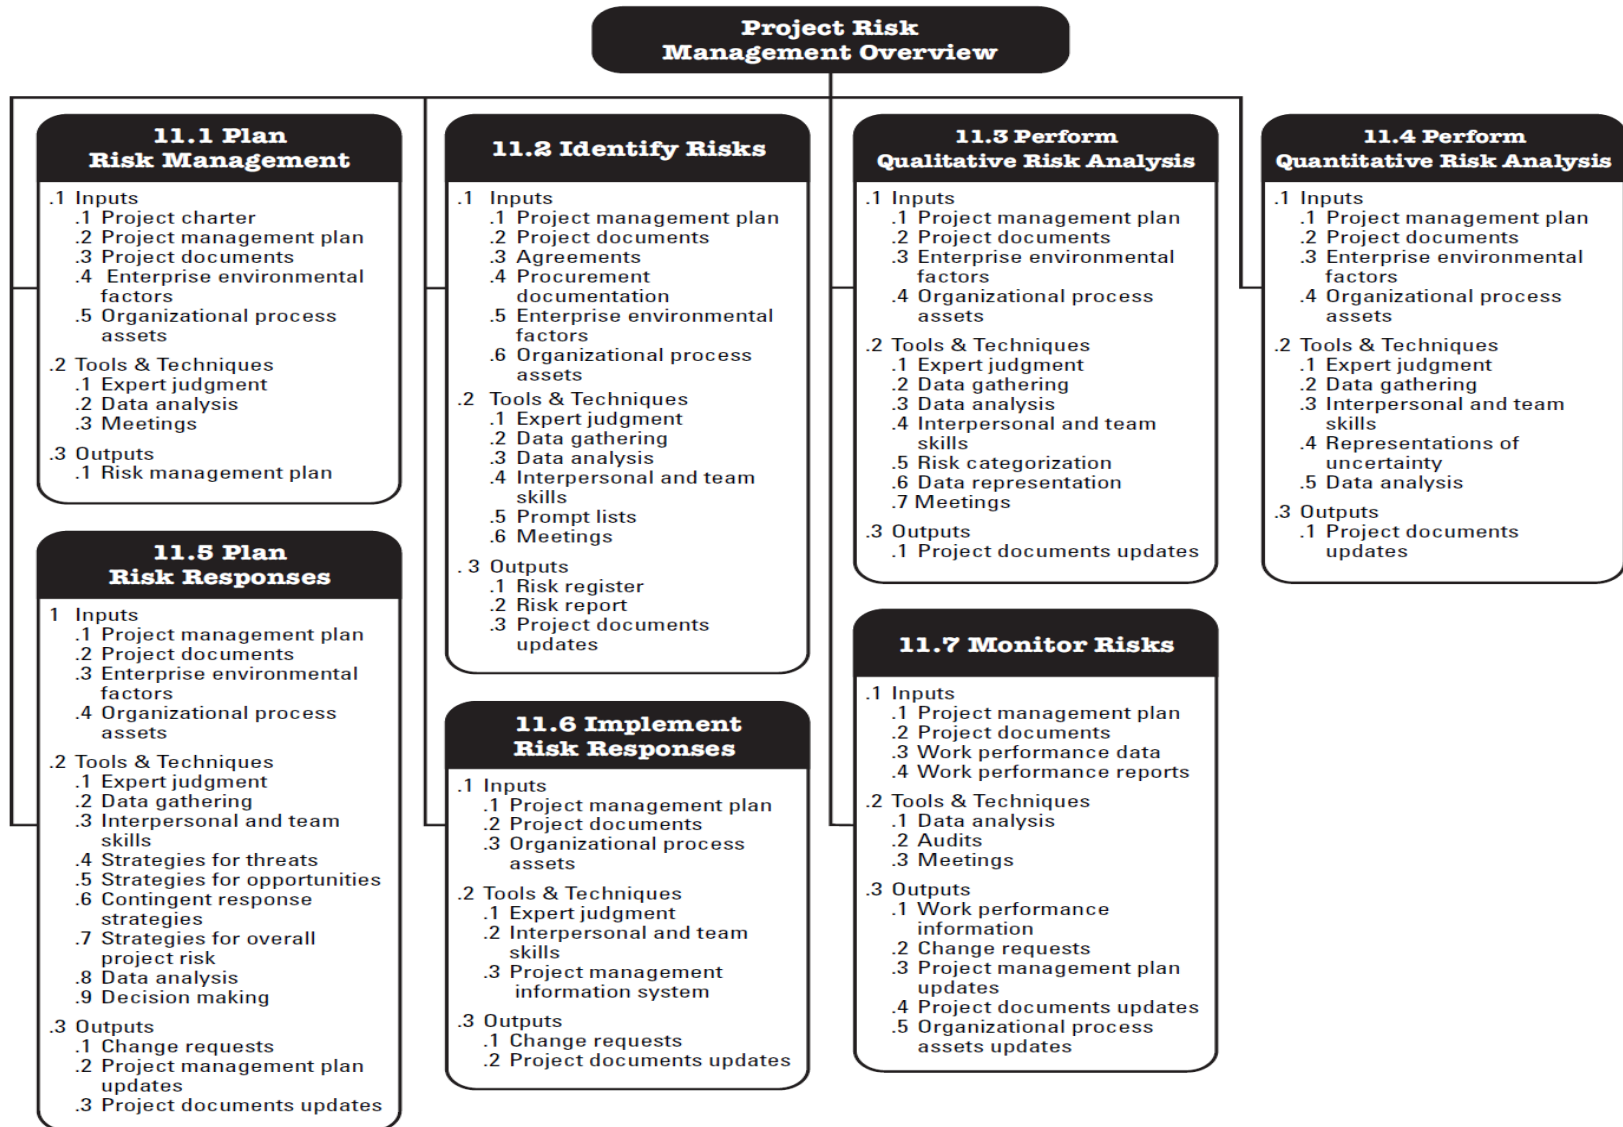 Project Risk
Management Overview
11.1 Plan
Risk Management
.1 Inputs
.1 Project charter
.2 Project management plan
.3 Project documents
.4 Enterprise environmental
factors
.5 Organizational process
assets
.2 Tools & Techniques
.1 Expert judgment
.2 Data analysis
.3 Meetings
.3 Outputs
.1 Risk management plan
11.2 Identify Risks
.1 Inputs
.1 Project management plan
.2 Project documents
.3 Agreements
.4 Procurement
documentation
.5 Enterprise environmental
factors
.6 Organizational process
assets
.2 Tools & Techniques
.1 Expert judgment
.2 Data gathering
.3 Data analysis
.4 Interpersonal and team
skills
.5 Prompt lists
.6 Meetings
. 3 Outputs
.1 Risk register
.2 Risk report
.3 Project documents
updates
11.3 Perform
Qualitative Risk Analysis
.1 Inputs
.1 Project management plan
.2 Project documents
.3 Enterprise environmental
factors
.4 Organizational process
assets
.2 Tools & Techniques
.1 Expert judgment
.2 Data gathering
.3 Data analysis
.4 Interpersonal and team
skills
.5 Risk categorization
.6 Data representation
.7 Meetings
.3 Outputs
.1 Project documents updates
11.4 Perform
Quantitative Risk Analysis
.1 Inputs
.1 Project management plan
.2 Project documents
.3 Enterprise environmental
factors
.4 Organizational process
assets
.2 Tools & Techniques
.1 Expert judgment
.2 Data gathering
.3 Interpersonal and team
skills
.4 Representations of
uncertainty
.5 Data analysis
.3 Outputs
.1 Project documents
updates
11.5 Plan
Risk Responses
1 Inputs
.1 Project management plan
.2 Project documents
.3 Enterprise environmental
factors
.4 Organizational process
assets
.2 Tools & Techniques
.1 Expert judgment
.2 Data gathering
.3 Interpersonal and team
skills
.4 Strategies for threats
.5 Strategies for opportunities
.6 Contingent response
strategies
.7 Strategies for overall
project risk
.8 Data analysis
.9 Decision making
.3 Outputs
.1 Change requests
.2 Project management plan
updates
.3 Project documents updates
11.6 Implement
Risk Responses
.1 Inputs
.1 Project management plan
.2 Project documents
.3 Organizational process
assets
.2 Tools & Techniques
.1 Expert judgment
.2 Interpersonal and team
skills
.3 Project management
information system
.3 Outputs
.1 Change requests
.2 Project documents updates
11.7 Monitor Risks
.1 Inputs
.1 Project management plan
.2 Project documents
.3 Work performance data
.4 Work performance reports
.2 Tools & Techniques
.1 Data analysis
.2 Audits
.3 Meetings
.3 Outputs
.1 Work performance
information
.2 Change requests
.3 Project management plan
updates
.4 Project documents updates
.5 Organizational process
assets updates